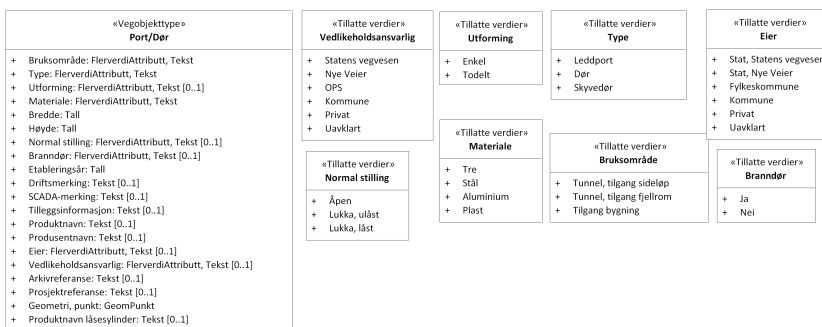 «Vegobjekttype»
Port/Dør
+ Bruksområde: FlerverdiAttributt, Tekst
+ Type: FlerverdiAttributt, Tekst
+ Utforming: FlerverdiAttributt, Tekst [0..1]
+ Materiale: FlerverdiAttributt, Tekst
+ Bredde: Tall
+ Høyde: Tall
+ Normal stilling: FlerverdiAttributt, Tekst [0..1]
+ Branndør: FlerverdiAttributt, Tekst [0..1]
+ Etableringsår: Tall
+ Driftsmerking: Tekst [0..1]
+ SCADA-merking: Tekst [0..1]
+ Tilleggsinformasjon: Tekst [0..1]
+ Produktnavn: Tekst [0..1]
+ Produsentnavn: Tekst [0..1]
+ Eier: FlerverdiAttributt, Tekst [0..1]
+ Vedlikeholdsansvarlig: FlerverdiAttributt, Tekst [0..1]
+ Arkivreferanse: Tekst [0..1]
+ Prosjektreferanse: Tekst [0..1]
+ Geometri, punkt: GeomPunkt
+ Produktnavn låsesylinder: Tekst [0..1]
«Tillatte verdier»
Vedlikeholdsansvarlig
+ Statens vegvesen
+ Nye Veier
+ OPS
+ Kommune
+ Privat
+ Uavklart
«Tillatte verdier»
Normal stilling
+ Åpen
+ Lukka, ulåst
+ Lukka, låst
«Tillatte verdier»
Utforming
+ Enkel
+ Todelt
«Tillatte verdier»
Materiale
+ Tre
+ Stål
+ Aluminium
+ Plast
«Tillatte verdier»
Type
+ Leddport
+ Dør
+ Skyvedør
«Tillatte verdier»
Bruksområde
+ Tunnel, tilgang sideløp
+ Tunnel, tilgang fjellrom
+ Tilgang bygning
«Tillatte verdier»
Eier
+ Stat, Statens vegvesen
+ Stat, Nye Veier
+ Fylkeskommune
+ Kommune
+ Privat
+ Uavklart
«Tillatte verdier»
Branndør
+ Ja
+ Nei